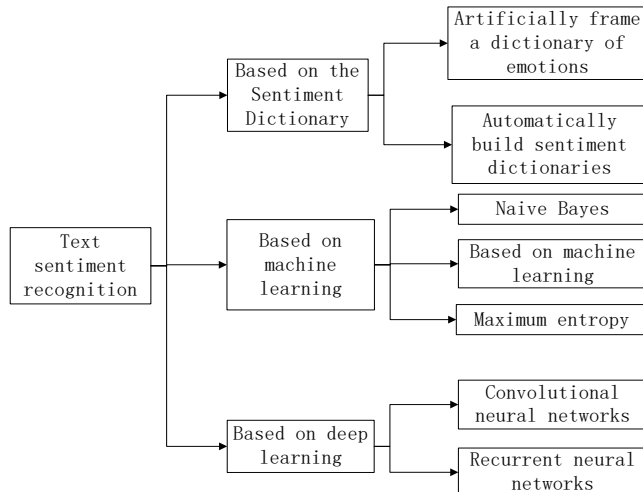 Text
sentiment
recognition
Based on the
Sentiment
Dictionary
Artificially frame
a dictionary of
emotions
Automatically
build sentiment
dictionaries
Based on
machine
learning
Naive Bayes
Based on machine
learning
Maximum entropy
Based on deep
learning
Convolutional
neural networks
Recurrent neural
networks